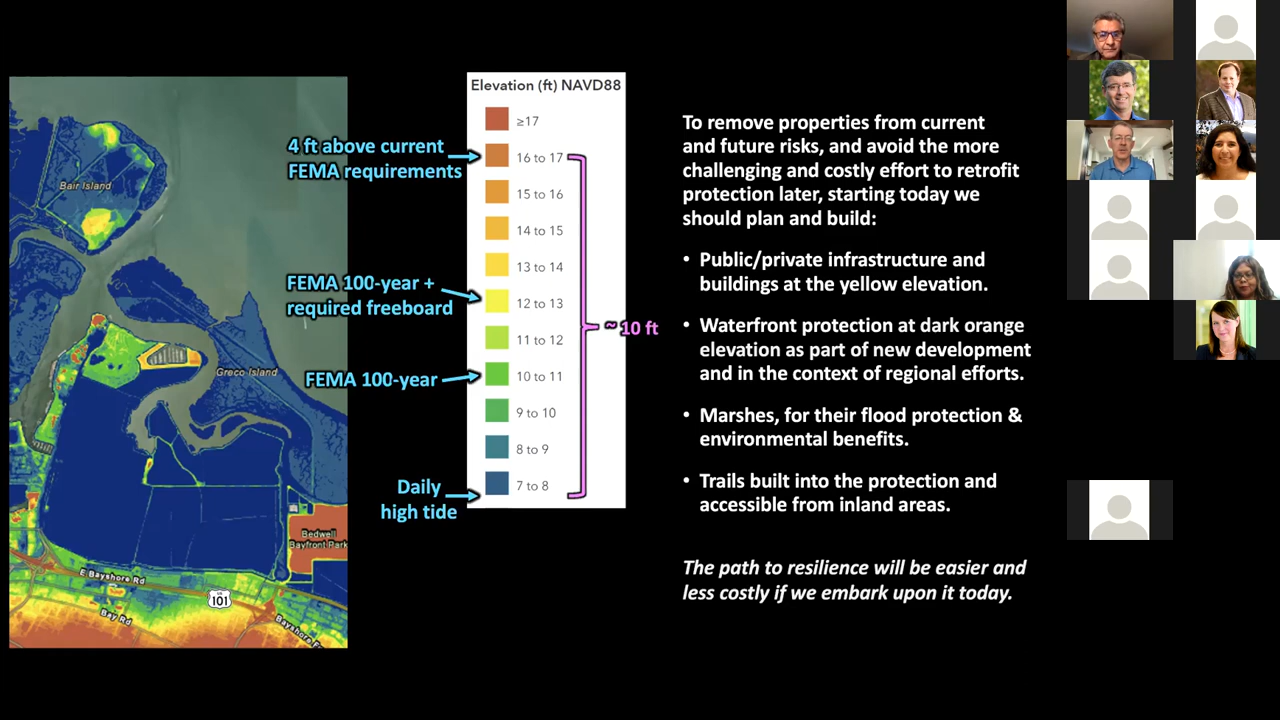 Bair Island
Greco Island
Bedwell
Bayfront Park
E Bayshore Rd
US
101
Bay Rd
4 ft above current
FEMA requirements
FEMA 100-year +
required freeboard
FEMA 100-year
Daily
high tide
Elevation (ft) NAVD88
≥17
16 to 17
15 to 16
14 to 15
13 to 14
12 to 13
11 to 12
10 to 11
9 to 10
8 to 9
7 to 8
~ 10 ft
To remove properties from current
and future risks, and avoid the more
challenging and costly effort to retrofit
protection later, starting today we
should plan and build:
• Public/private infrastructure and
buildings at the yellow elevation.
• Waterfront protection at dark orange
elevation as part of new development
and in the context of regional efforts.
• Marshes, for their flood protection &
environmental benefits.
• Trails built into the protection and
accessible from inland areas.
The path to resilience will be easier and
less costly if we embark upon it today.